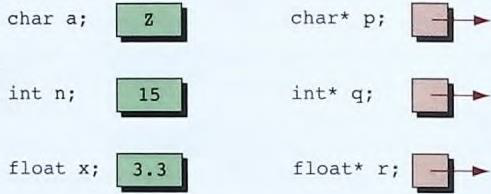 char a; Z char* p;
int n; 15 int* q;
float x; 3.3 float* r;